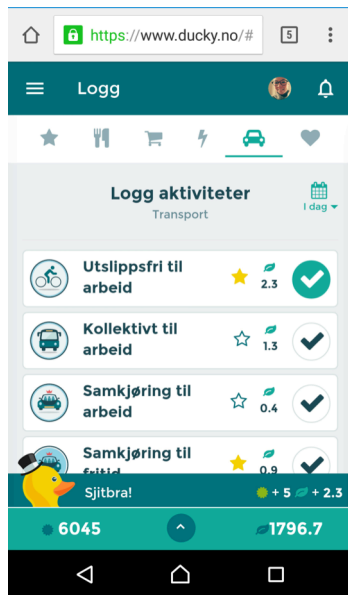 https://www.ducky.no/#
5
Logg
Logg aktiviteter
Transport
I dag
Utslippsfri til
arbeid
2.3
Kollektivt til
arbeid
1.3
Samkjøring til
arbeid
0.4
Samkjøring til
fritid
0.9
Sjitbra!
+ 5
+ 2.3
6045
1796.7